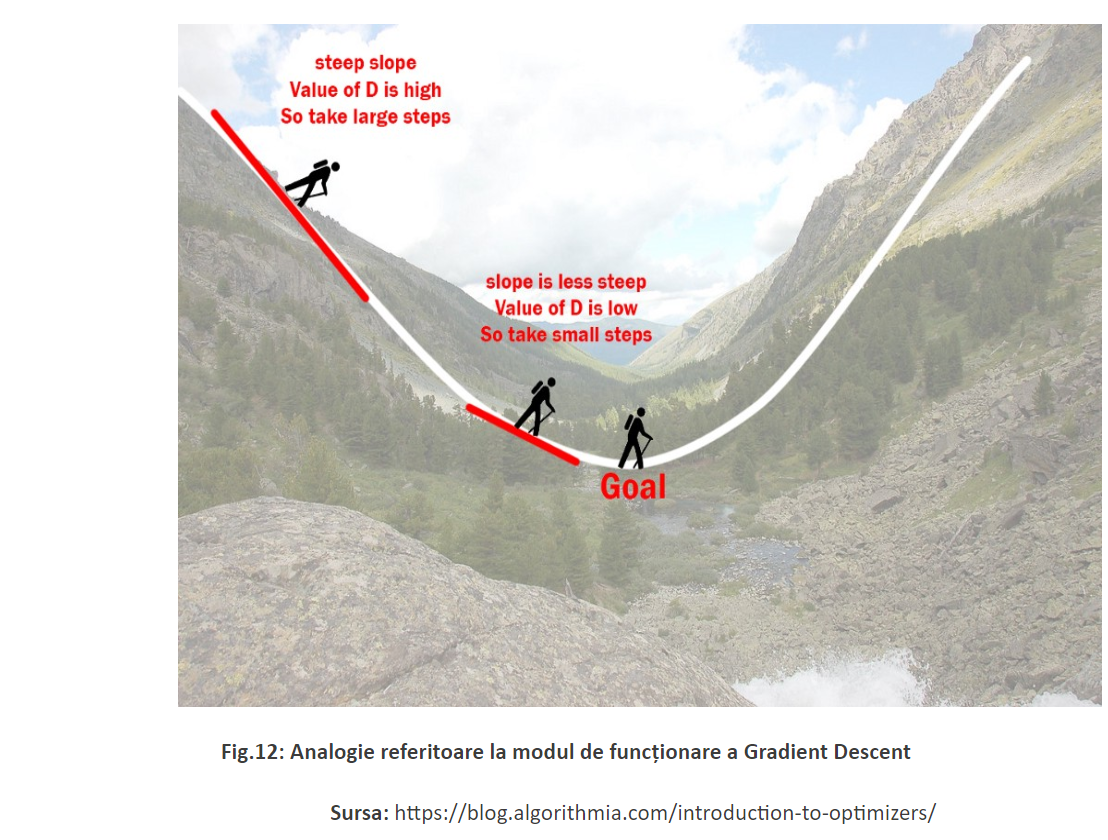 steep slope
Value of D is high
So take large steps
slope is less steep
Value of D is low
So take small steps
Goal
Fig.12: Analogie referitoare la modul de funcționare a Gradient Descent
Sursa: https://blog.algorithmia.com/introduction-to-optimizers/